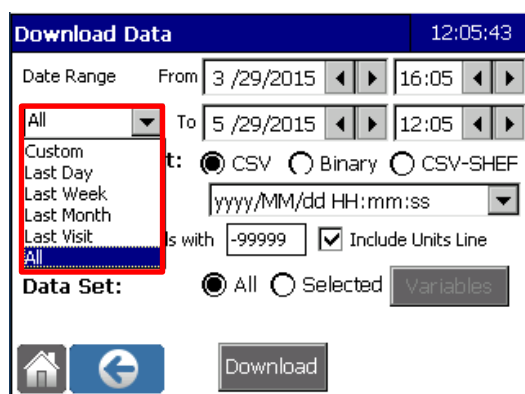 Download Data 12:05:43
Date Range From 3 /29/2015 16:05
All To 5 /29/2015 12:05
Custom
Last Day
Last Week
Last Month
Last Visit
All
t: CSV Binary CSV-SHEF
yyyy/MM/dd HH:mm:ss
ls with -99999 Include Units Line
Data Set: All Selected Variables
Download